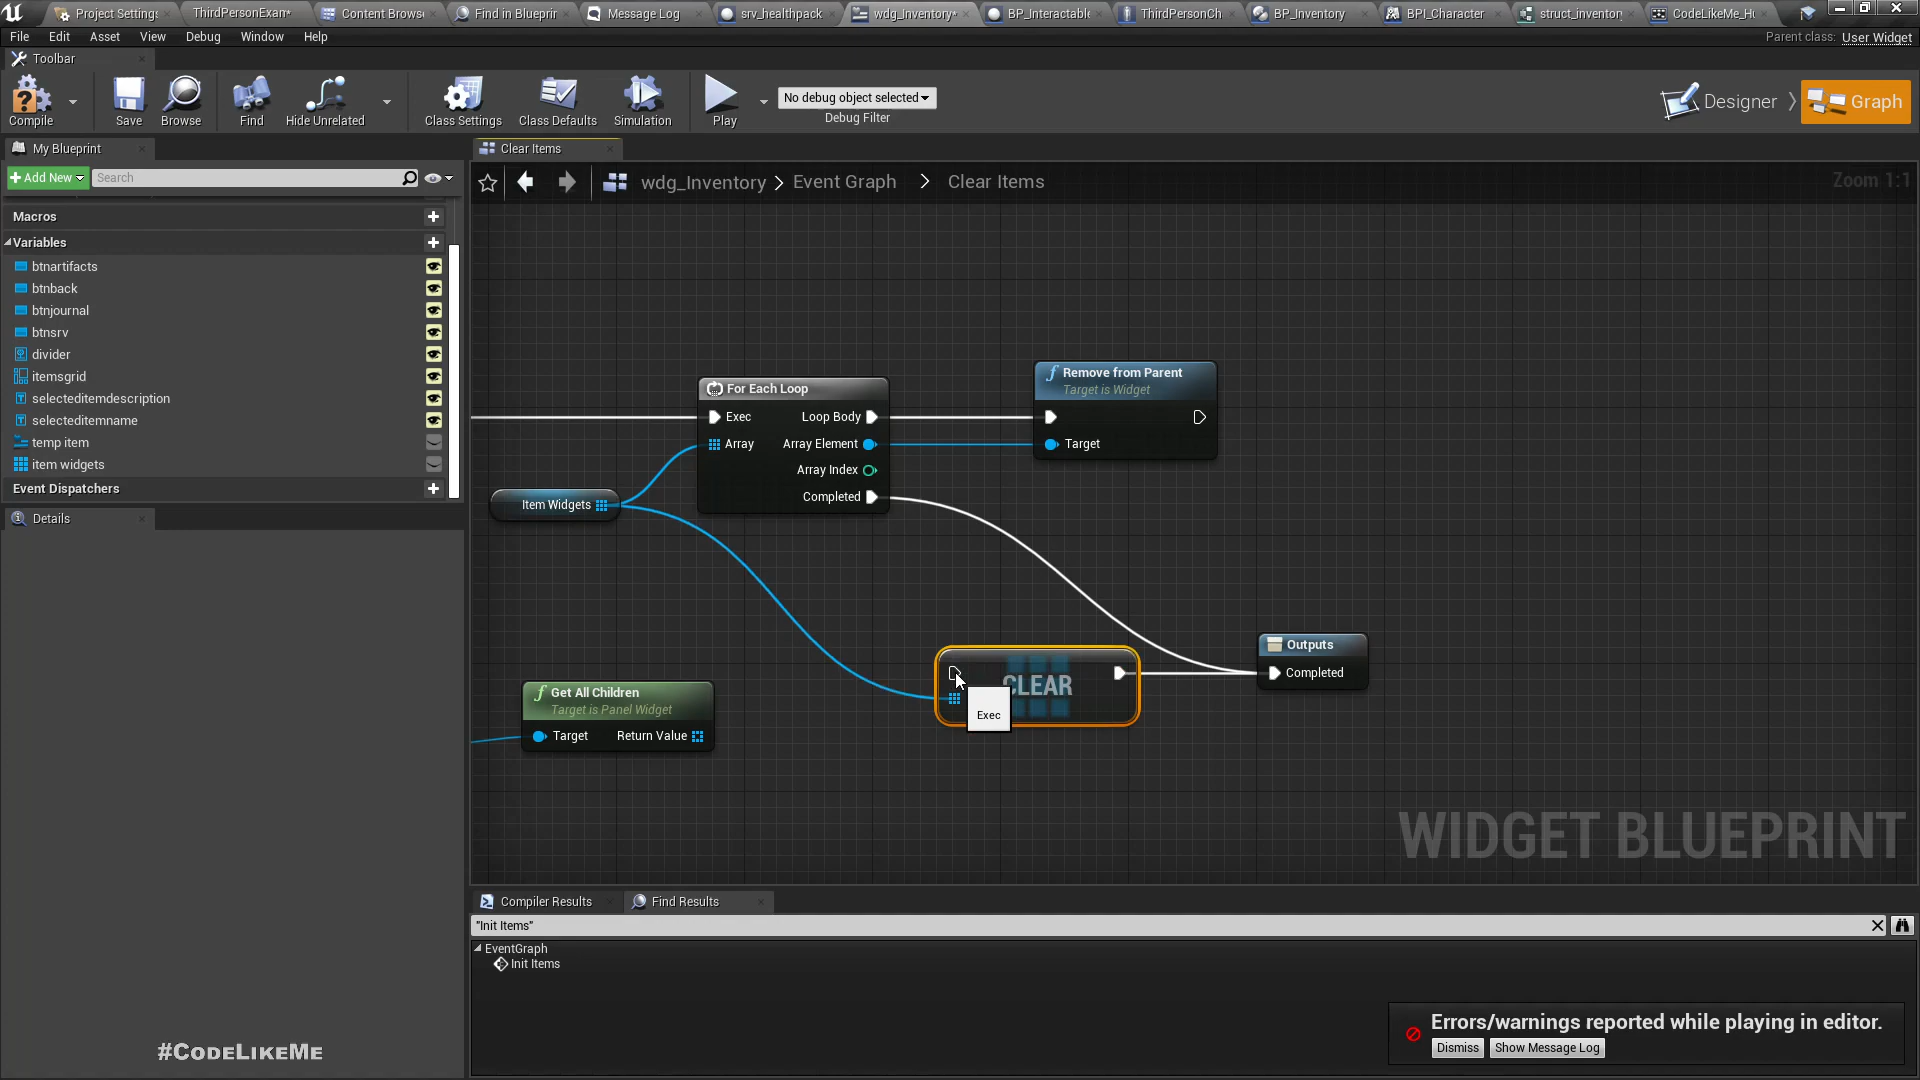 Project Settings
ThirdPersonExam*
Content Brows
Find in Blueprin
Message Log
srv_healthpack
wdg_Inventory*
BP_Interactable
ThirdPersonCh
BP_Inventory
BPI_Character
struct_inventory
CodeLikeMe_H
File Edit Asset View Window Debug Help
Parent class: User Widget
Toolbar
Compile
Save
Browse
Find
Hide Unrelated
Class Settings
Class Defaults
Simulation
Play
No debug object selected
Debug Filter
Designer
Graph
My Blueprint
Clear Items
Add New
Search
wdg_Inventory > Event Graph > Clear Items
Zoom 1:1
Macros
Variables
btnartifacts
btnback
btnjournal
btnsrv
divider
itemsgrid
selecteditemdescription
selecteditemname
temp item
item widgets
Event Dispatchers
Details
For Each Loop
Exec
Loop Body
Array
Array Element
Array Index
Completed
Remove from Parent
Target is Widget
Target
Item Widgets
CLEAR
Exec
Outputs
Completed
f Get All Children
Target is Panel Widget
Target
Return Value
WIDGET BLUEPRINT
Compiler Results
Find Results
"Init Items"
EventGraph
Init Items
Errors/warnings reported while playing in editor.
Dismiss
Show Message Log
#CodeLikeMe